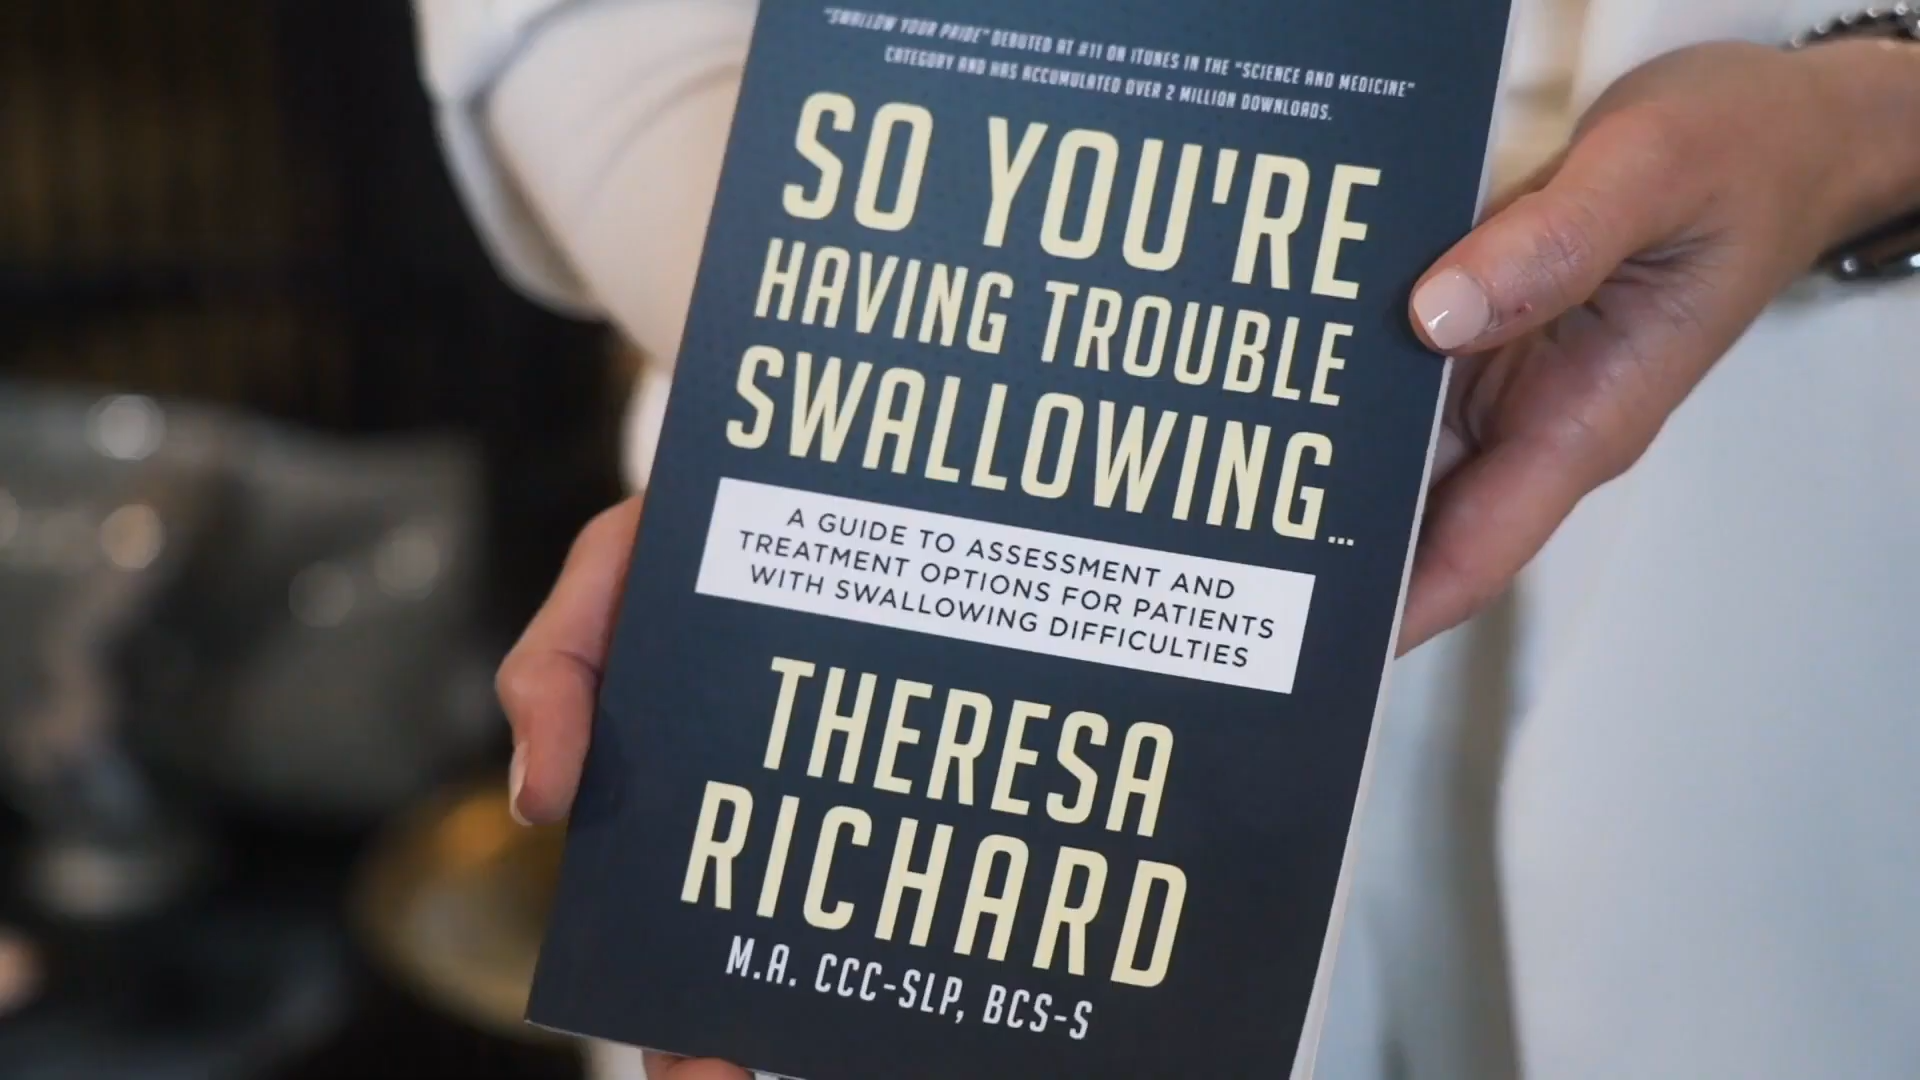 "SWALLOW YOUR PRIDE" DEBUTED AT #11 ON ITUNES IN THE "SCIENCE AND MEDICINE"
CATEGORY AND HAS ACCUMULATED OVER 2 MILLION DOWNLOADS.
SO YOU'RE
HAVING TROUBLE
SWALLOWING...
A GUIDE TO ASSESSMENT AND
TREATMENT OPTIONS FOR PATIENTS
WITH SWALLOWING DIFFICULTIES
THERESA
RICHARD
M.A. CCC-SLP, BCS-S